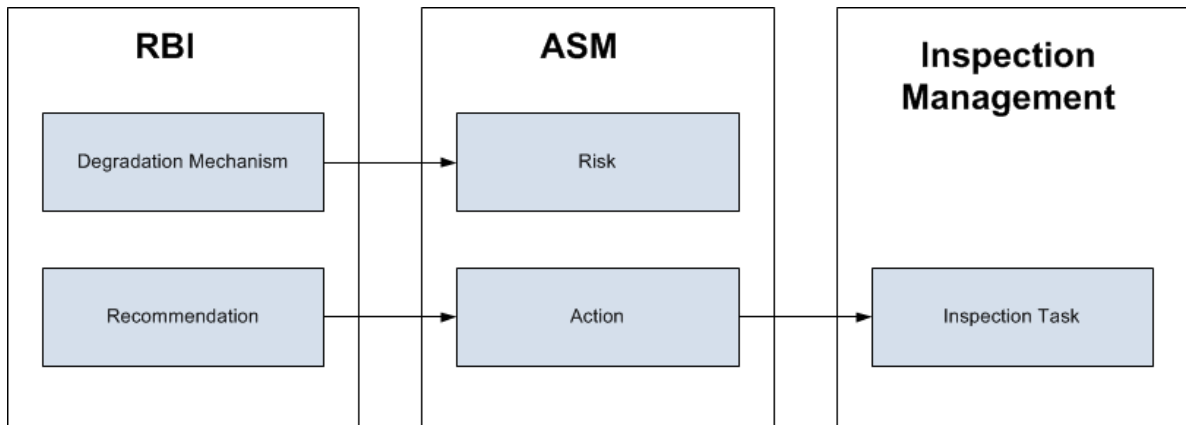 RBI
Degradation Mechanism
Recommendation
ASM
Risk
Action
Inspection
Management
Inspection Task